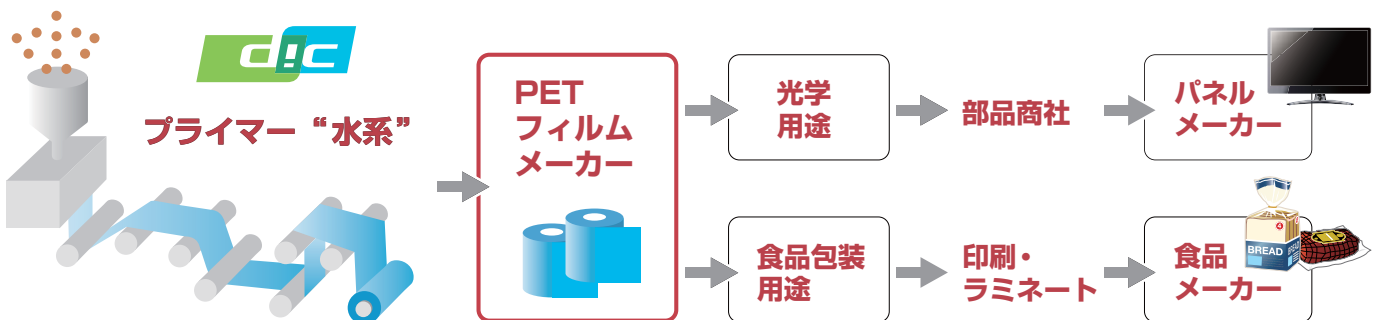 dic
プライマー “水系”
PET
フィルム
メーカー
光学
用途
部品商社
パネル
メーカー
食品包装
用途
印刷・
ラミネート
食品
メーカー
4
BREAD